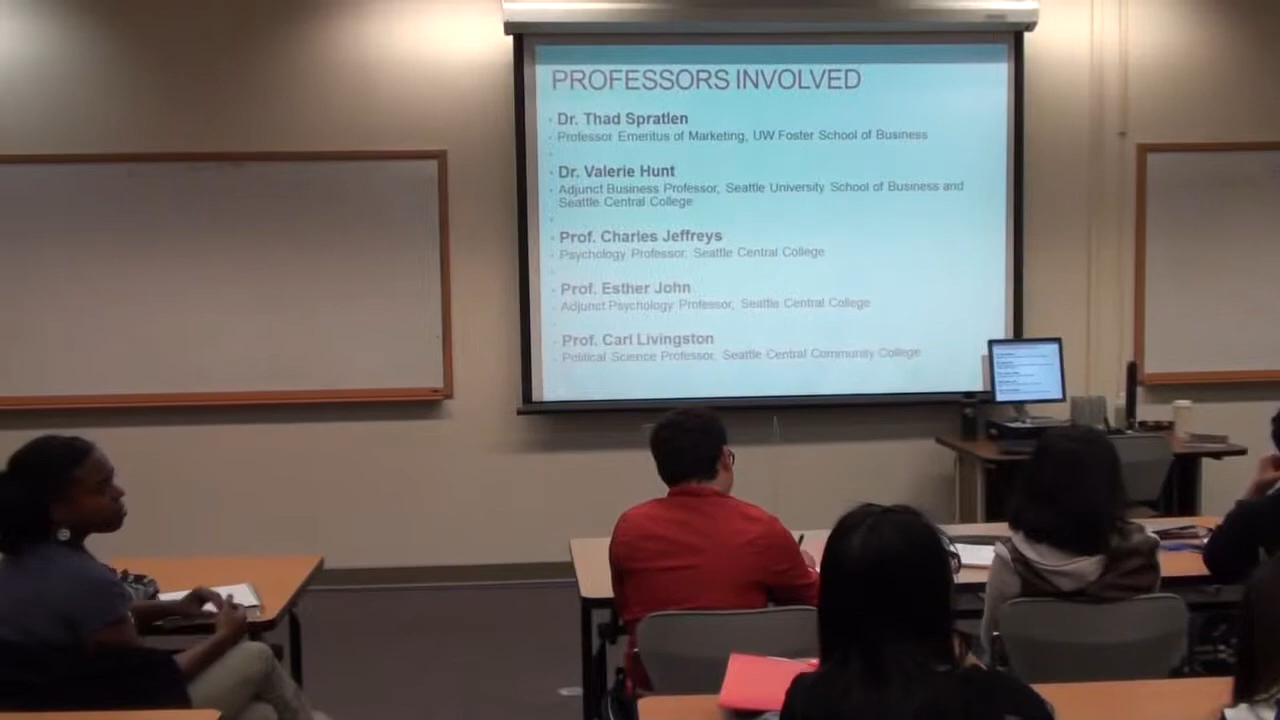 PROFESSORS INVOLVED
Dr. Thad Spratlen
Professor Emeritus of Marketing, UW Foster School of Business
Dr. Valerie Hunt
Adjunct Business Professor, Seattle University School of Business and
Seattle Central College
Prof. Charles Jeffreys
Psychology Professor, Seattle Central College
Prof. Esther John
Adjunct Psychology Professor, Seattle Central College
Prof. Carl Livingston
Political Science Professor, Seattle Central Community College